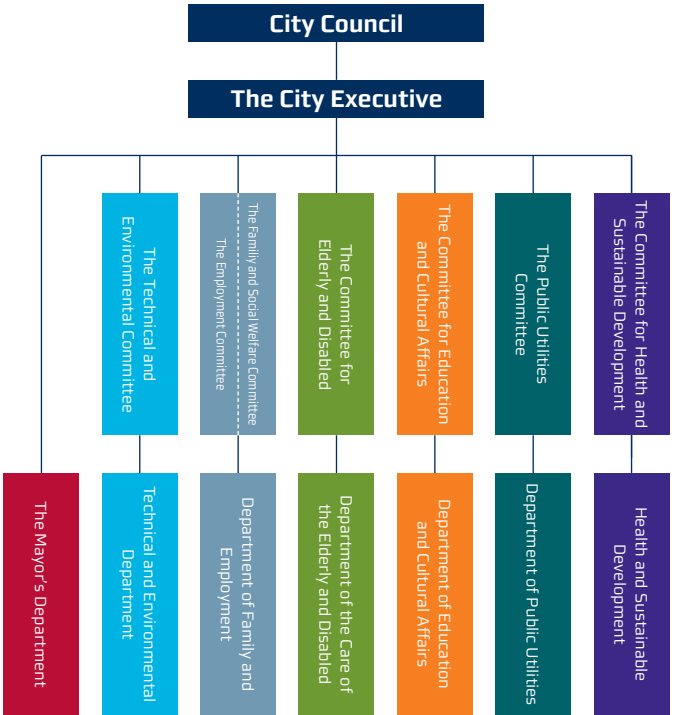 City Council
The City Executive
The Technical and
Environmental Committee
The Familiy and Social Welfare Committee
The Employment Committee
The Committee for
Elderly and Disabled
The Committee for Education
and Cultural Affairs
The Public Utilities
Committee
The Committee for Health and
Sustainable Development
The Mayor's Department
Technical and Environmental
Department
Department of Family and
Employment
Department of the Care of
the Elderly and Disabled
Department of Education
and Cultural Affairs
Department of Public Utilities
Health and Sustainable
Development